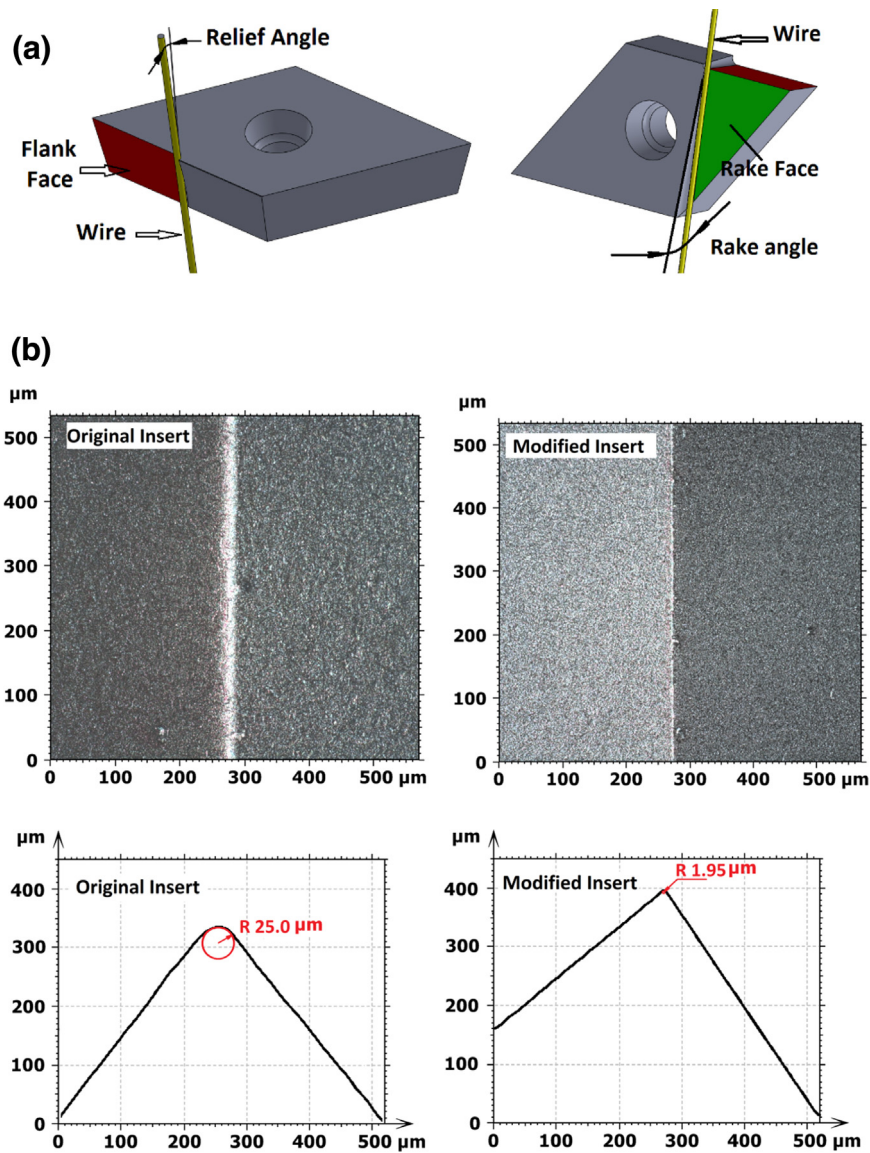 (a)
Relief Angle
Flank
Face
Wire
Wire
Rake Face
Rake angle
(b)
µm
Original Insert
500
400
300
200
100
0
0 100 200 300 400 500 µm
µm
Modified Insert
500
400
300
200
100
0
0 100 200 300 400 500 µm
µm
Original Insert
R 25.0 µm
400
300
200
100
0
0 100 200 300 400 500 µm
µm
Modified Insert
R 1.95 µm
400
300
200
100
0
0 100 200 300 400 500 µm